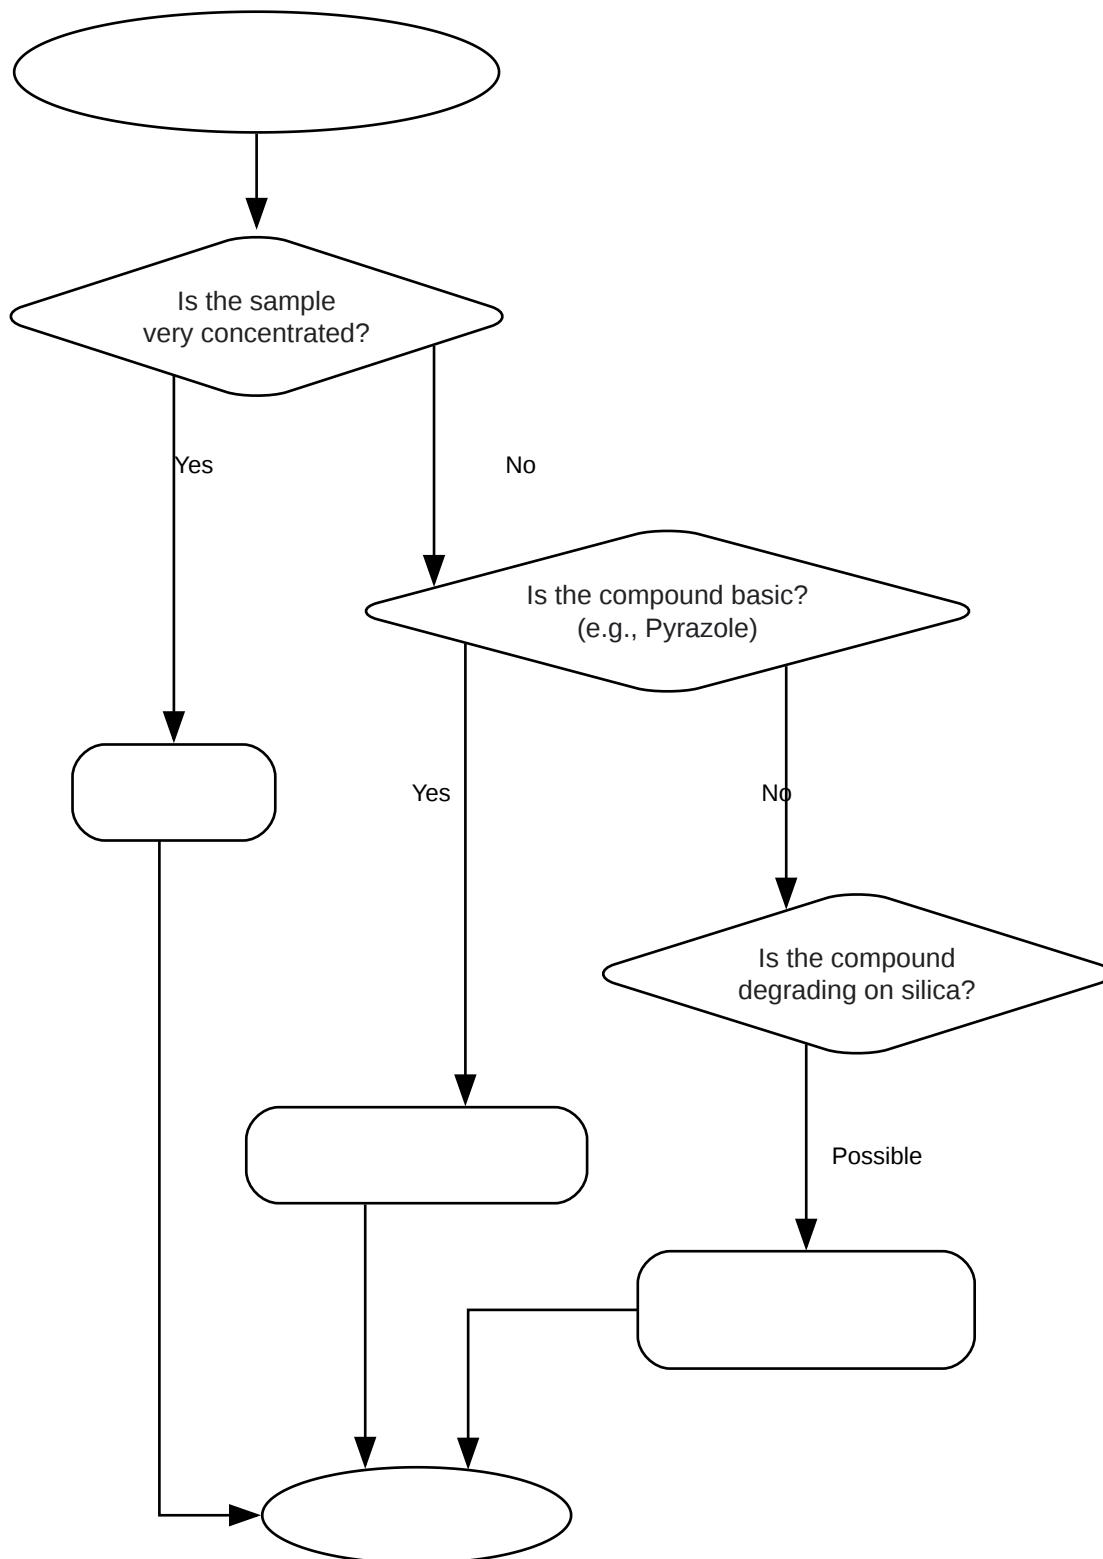 Is the sample
very concentrated?
Yes
No
Is the compound basic?
(e.g., Pyrazole)
Yes
No
Is the compound
degrading on silica?
Possible